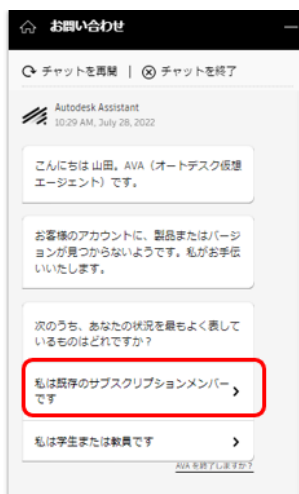 お問い合わせ
チャットを再開 | チャットを終了
Autodesk Assistant
10:29 AM, July 28, 2022
こんにちは 山田。AVA（オートデスク仮想
エージェント）です。
お客様のアカウントに、製品またはバージ
ョンが見つからないようです。私がお手伝
いいたします。
次のうち、あなたの状況を最もよく表して
いるものはどれですか？
私は既存のサブスクリプションメンバー
です
私は学生または教員です
AVA を終了しますか?